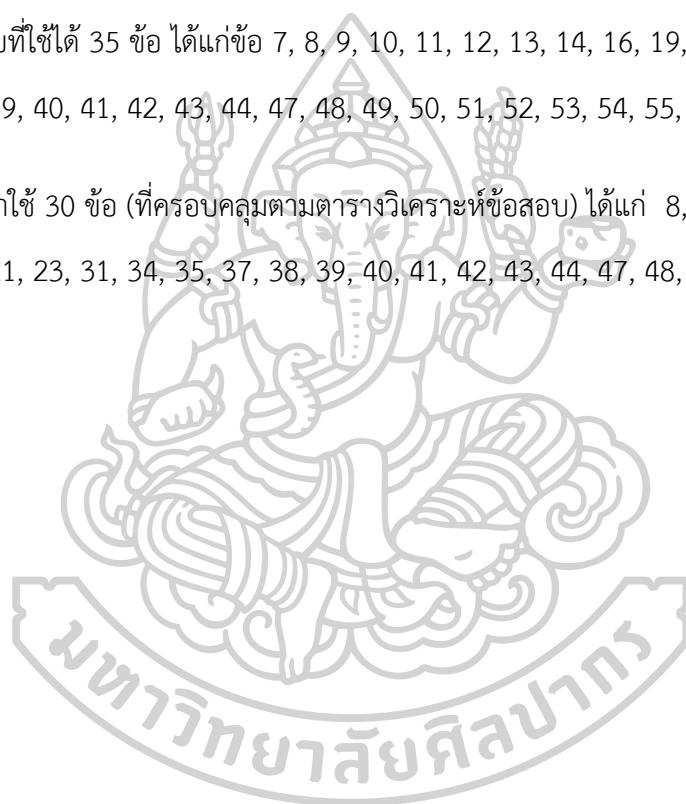 ที่ใช้ได้ 35 ข้อ ได้แก่ข้อ 7, 8, 9, 10, 11, 12, 13, 14, 16, 19,
9, 40, 41, 42, 43, 44, 47, 48, 49, 50, 51, 52, 53, 54, 55,
ใช้ 30 ข้อ (ที่ครอบคลุมตามตารางวิเคราะห์ข้อสอบ) ได้แก่ 8,
21, 23, 31, 34, 35, 37, 38, 39, 40, 41, 42, 43, 44, 47, 48,
มหาวิทยาลัยศิลปากร